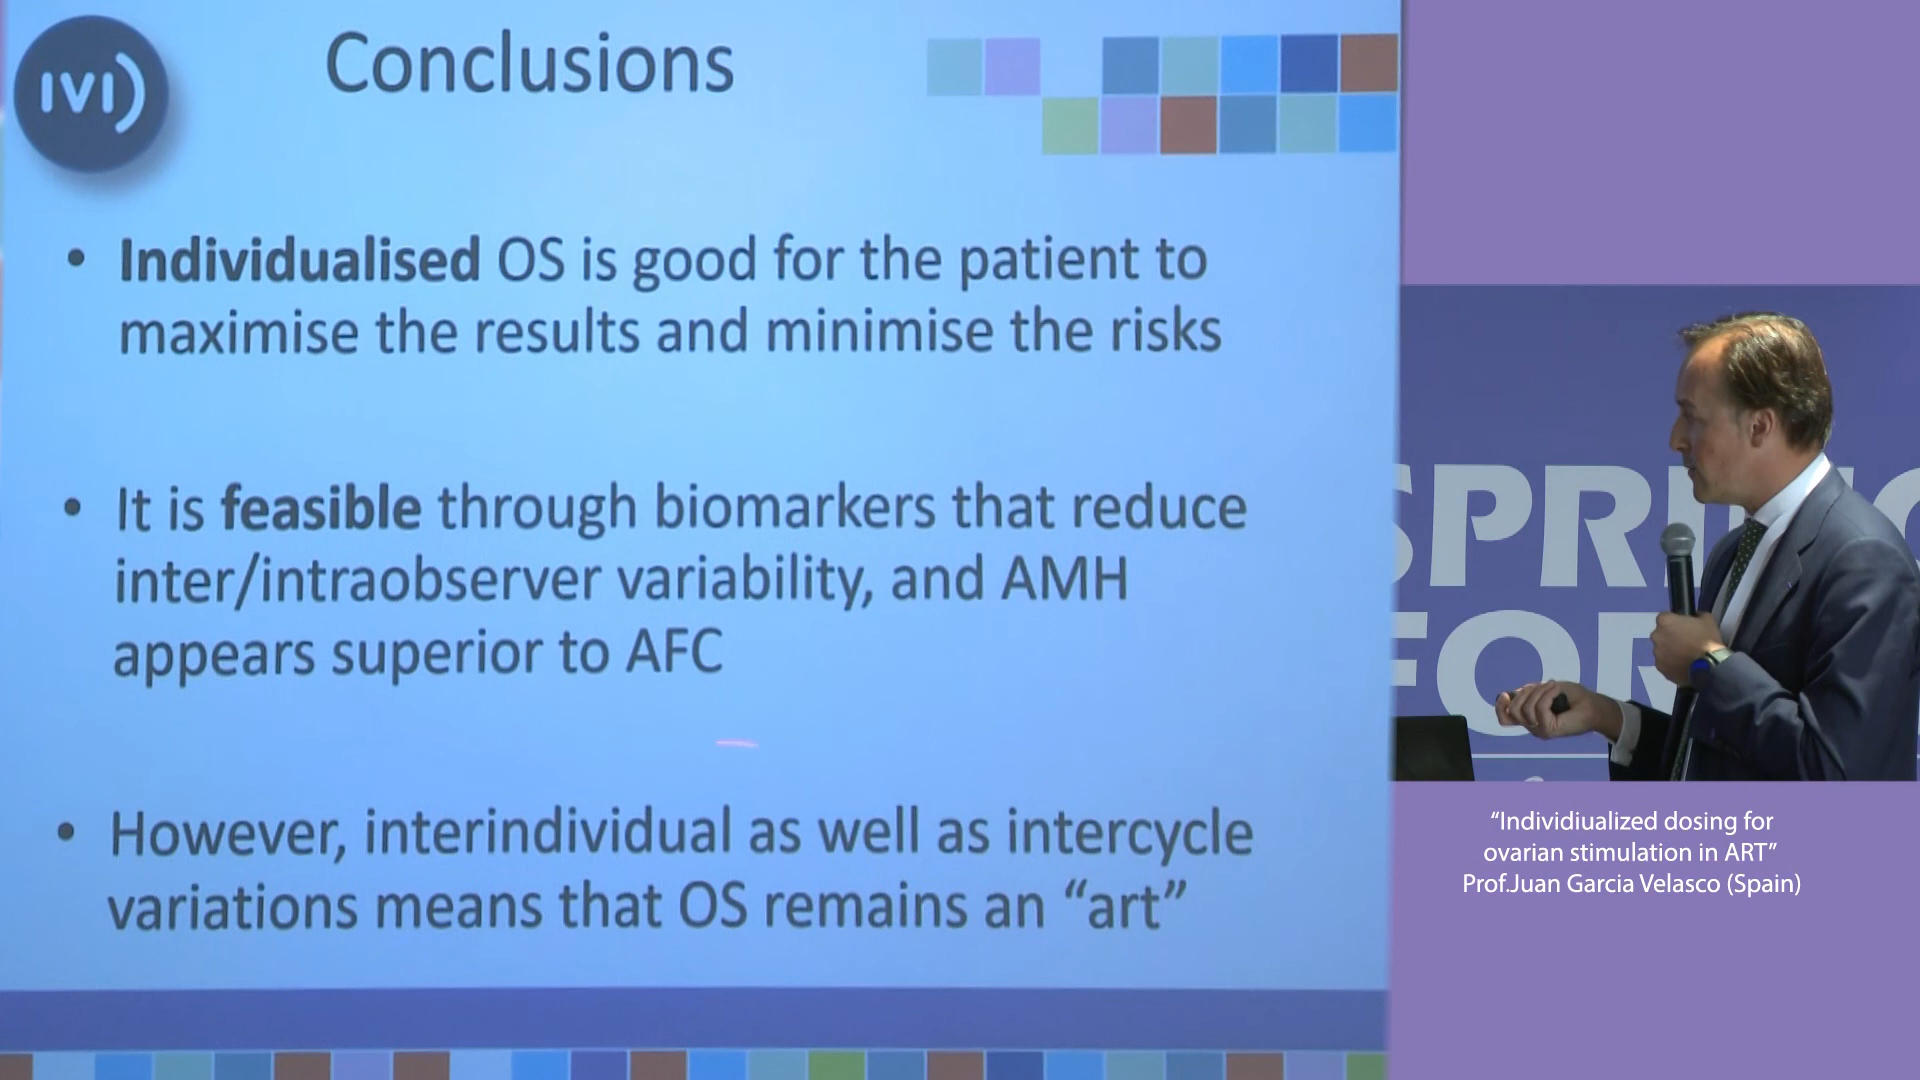 IVI
Conclusions
• Individualised OS is good for the patient to
maximise the results and minimise the risks
• It is feasible through biomarkers that reduce
inter/intraobserver variability, and AMH
appears superior to AFC
• However, interindividual as well as intercycle
variations means that OS remains an “art”
SPRING
FOR
“Individiualized dosing for
ovarian stimulation in ART”
Prof.Juan Garcia Velasco (Spain)